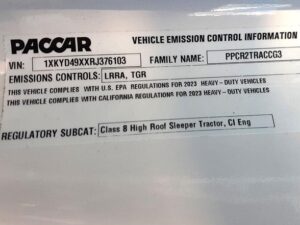 PACCAR VEHICLE EMISSION CONTROL INFORMATION
VIN: 1XKYD49XXRJ376103 FAMILY NAME: PPCR2TRACCG3
EMISSIONS CONTROLS: LRRA, TGR
THIS VEHICLE COMPLIES WITH U.S. EPA REGULATIONS FOR 2023 HEAVY-DUTY VEHICLES
THIS VEHICLE COMPLIES WITH CALIFORNIA REGULATIONS FOR 2023 HEAVY-DUTY VEHICLES
REGULATORY SUBCAT: Class 8 High Roof Sleeper Tractor, CI Eng